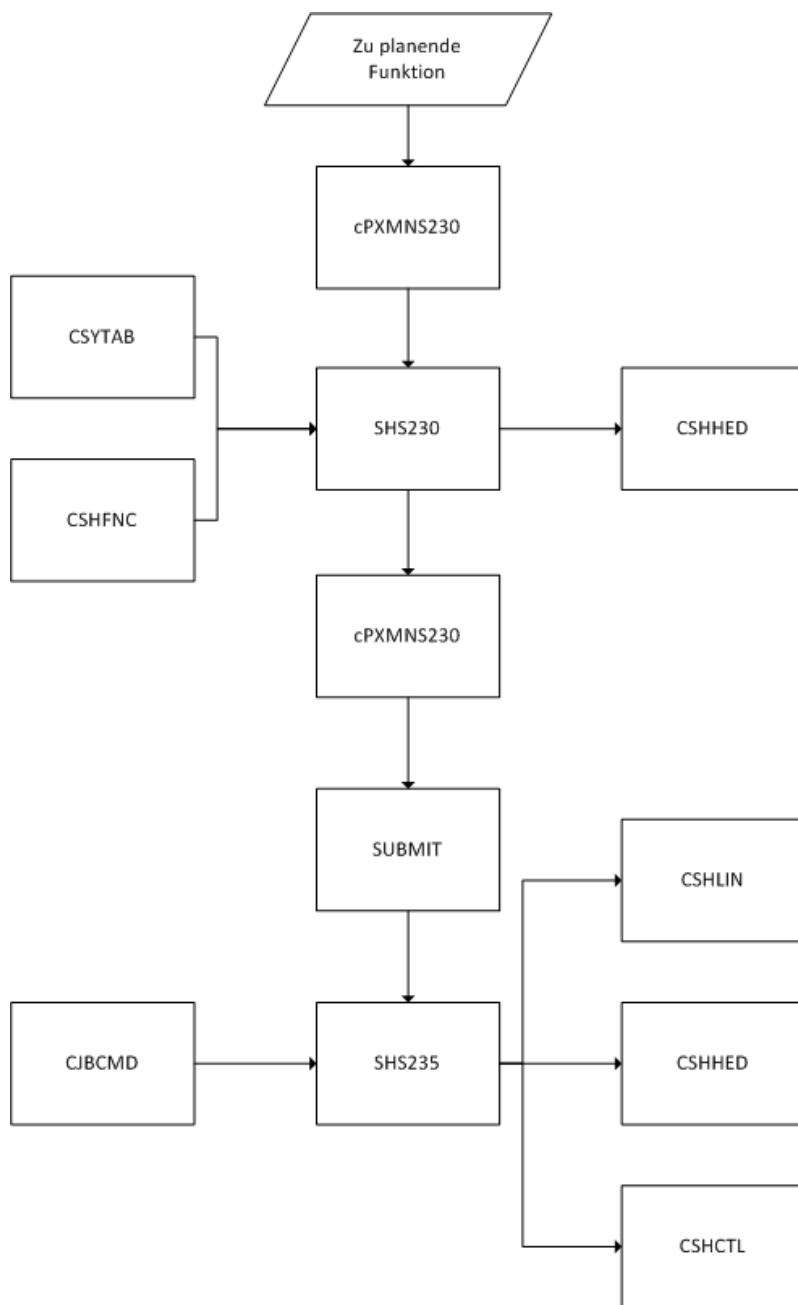 Zu planende
Funktion
cPXMNS230
CSYTAB
SHS230
CSHHED
CSHFNC
cPXMNS230
SUBMIT
CSHLIN
CJBCMD
SHS235
CSHHED
CSHCTL